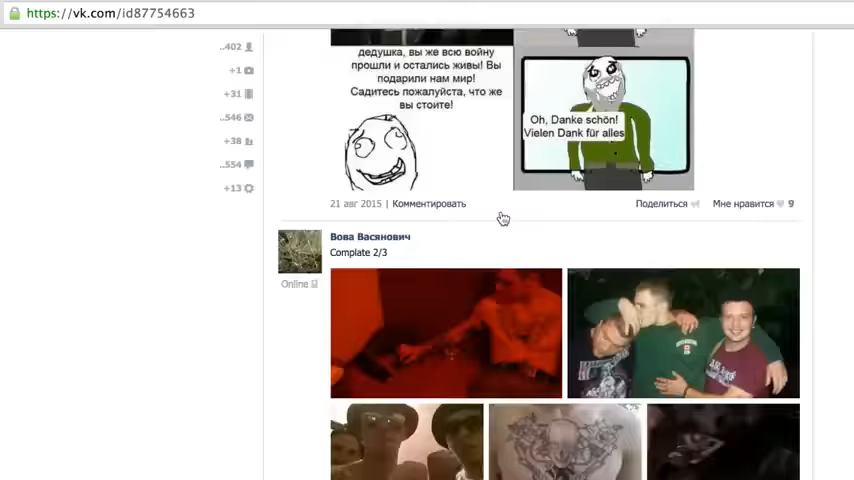 https://vk.com/id87754663
..402
+1
+31
..546
+38
..554
+13
дедушка, вы же всю войну
прошли и остались живы! Вы
подарили нам мир!
Садитесь пожалуйста, что же
вы стоите!
Oh, Danke schön!
Vielen Dank für alles
21 авг 2015 | Комментировать
Поделиться
Мне нравится 9
Вова Васянович
Complate 2/3
Online